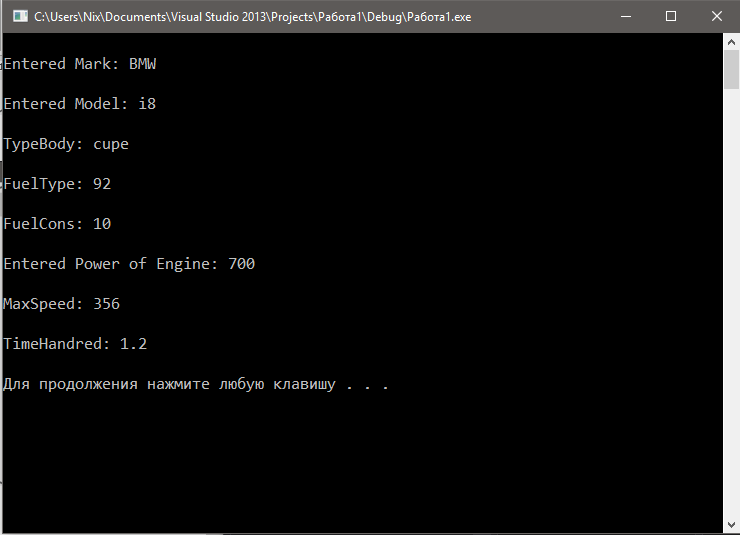 C:\Users\Nix\Documents\Visual Studio 2013\Projects\Работа1\Debug\Работа1.exe
Entered Mark: BMW
Entered Model: i8
TypeBody: cupe
FuelType: 92
FuelCons: 10
Entered Power of Engine: 700
MaxSpeed: 356
TimeHandred: 1.2
Для продолжения нажмите любую клавишу . . .